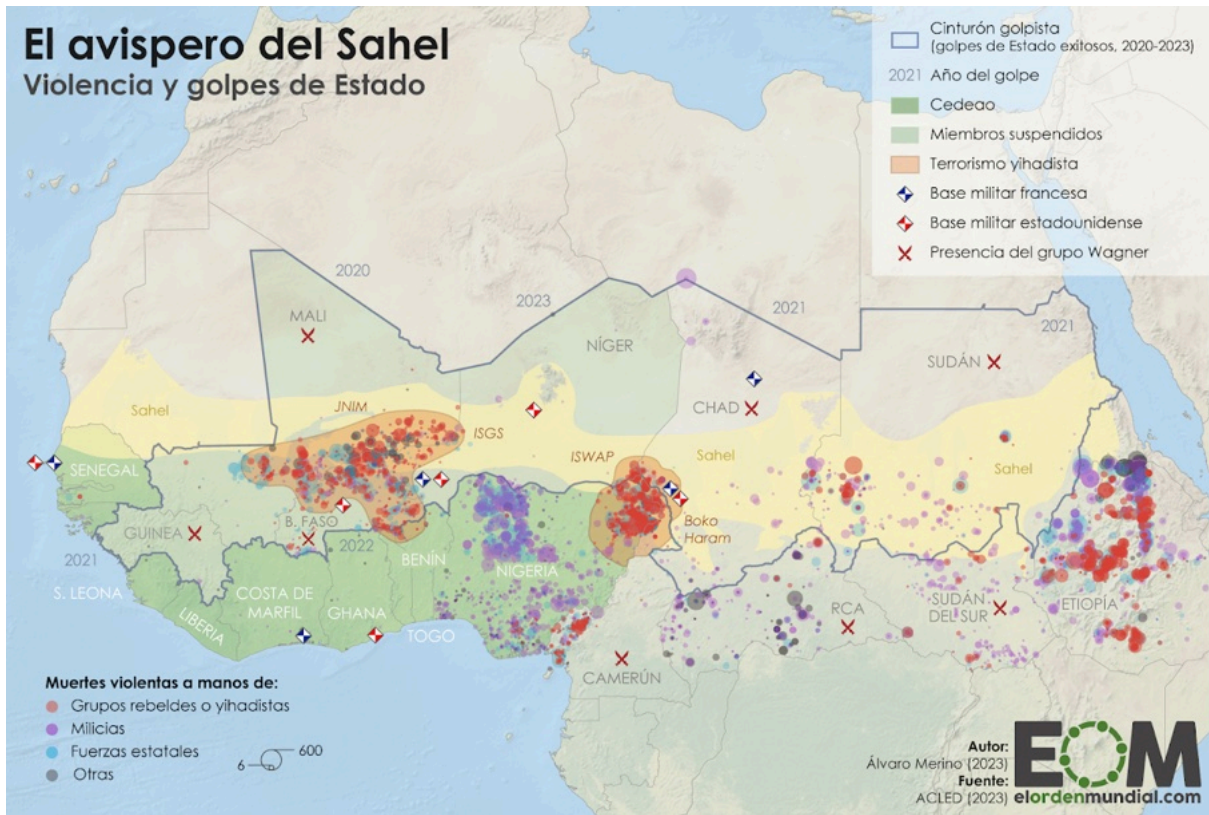 El avispero del Sahel
Violencia y golpes de Estado
Cinturón golpista
(golpes de Estado exitosos, 2020-2023)
2021 Año del golpe
Cedeao
Miembros suspendidos
Terrorismo yihadista
Base militar francesa
Base militar estadounidense
Presencia del grupo Wagner
2020
2023
2021
2021
MALI
NÍGER
SUDÁN
CHAD
Sahel
JNIM
ISGS
ISWAP
Sahel
Sahel
SENEGAL
Boko
Haram
GUINEA
B. FASO
2022
BENÍN
NIGERIA
2021
S. LEONA
COSTA DE
MARFIL
GHANA
LIBERIA
TOGO
RCA
SUDÁN
DEL SUR
ETIOPÍA
CAMERÚN
Muertes violentas a manos de:
Grupos rebeldes o yihadistas
Milicias
Fuerzas estatales
Otras
6
600
Autor:
Álvaro Merino (2023)
Fuente:
ACLED (2023)
EOM
elordenmundial.com